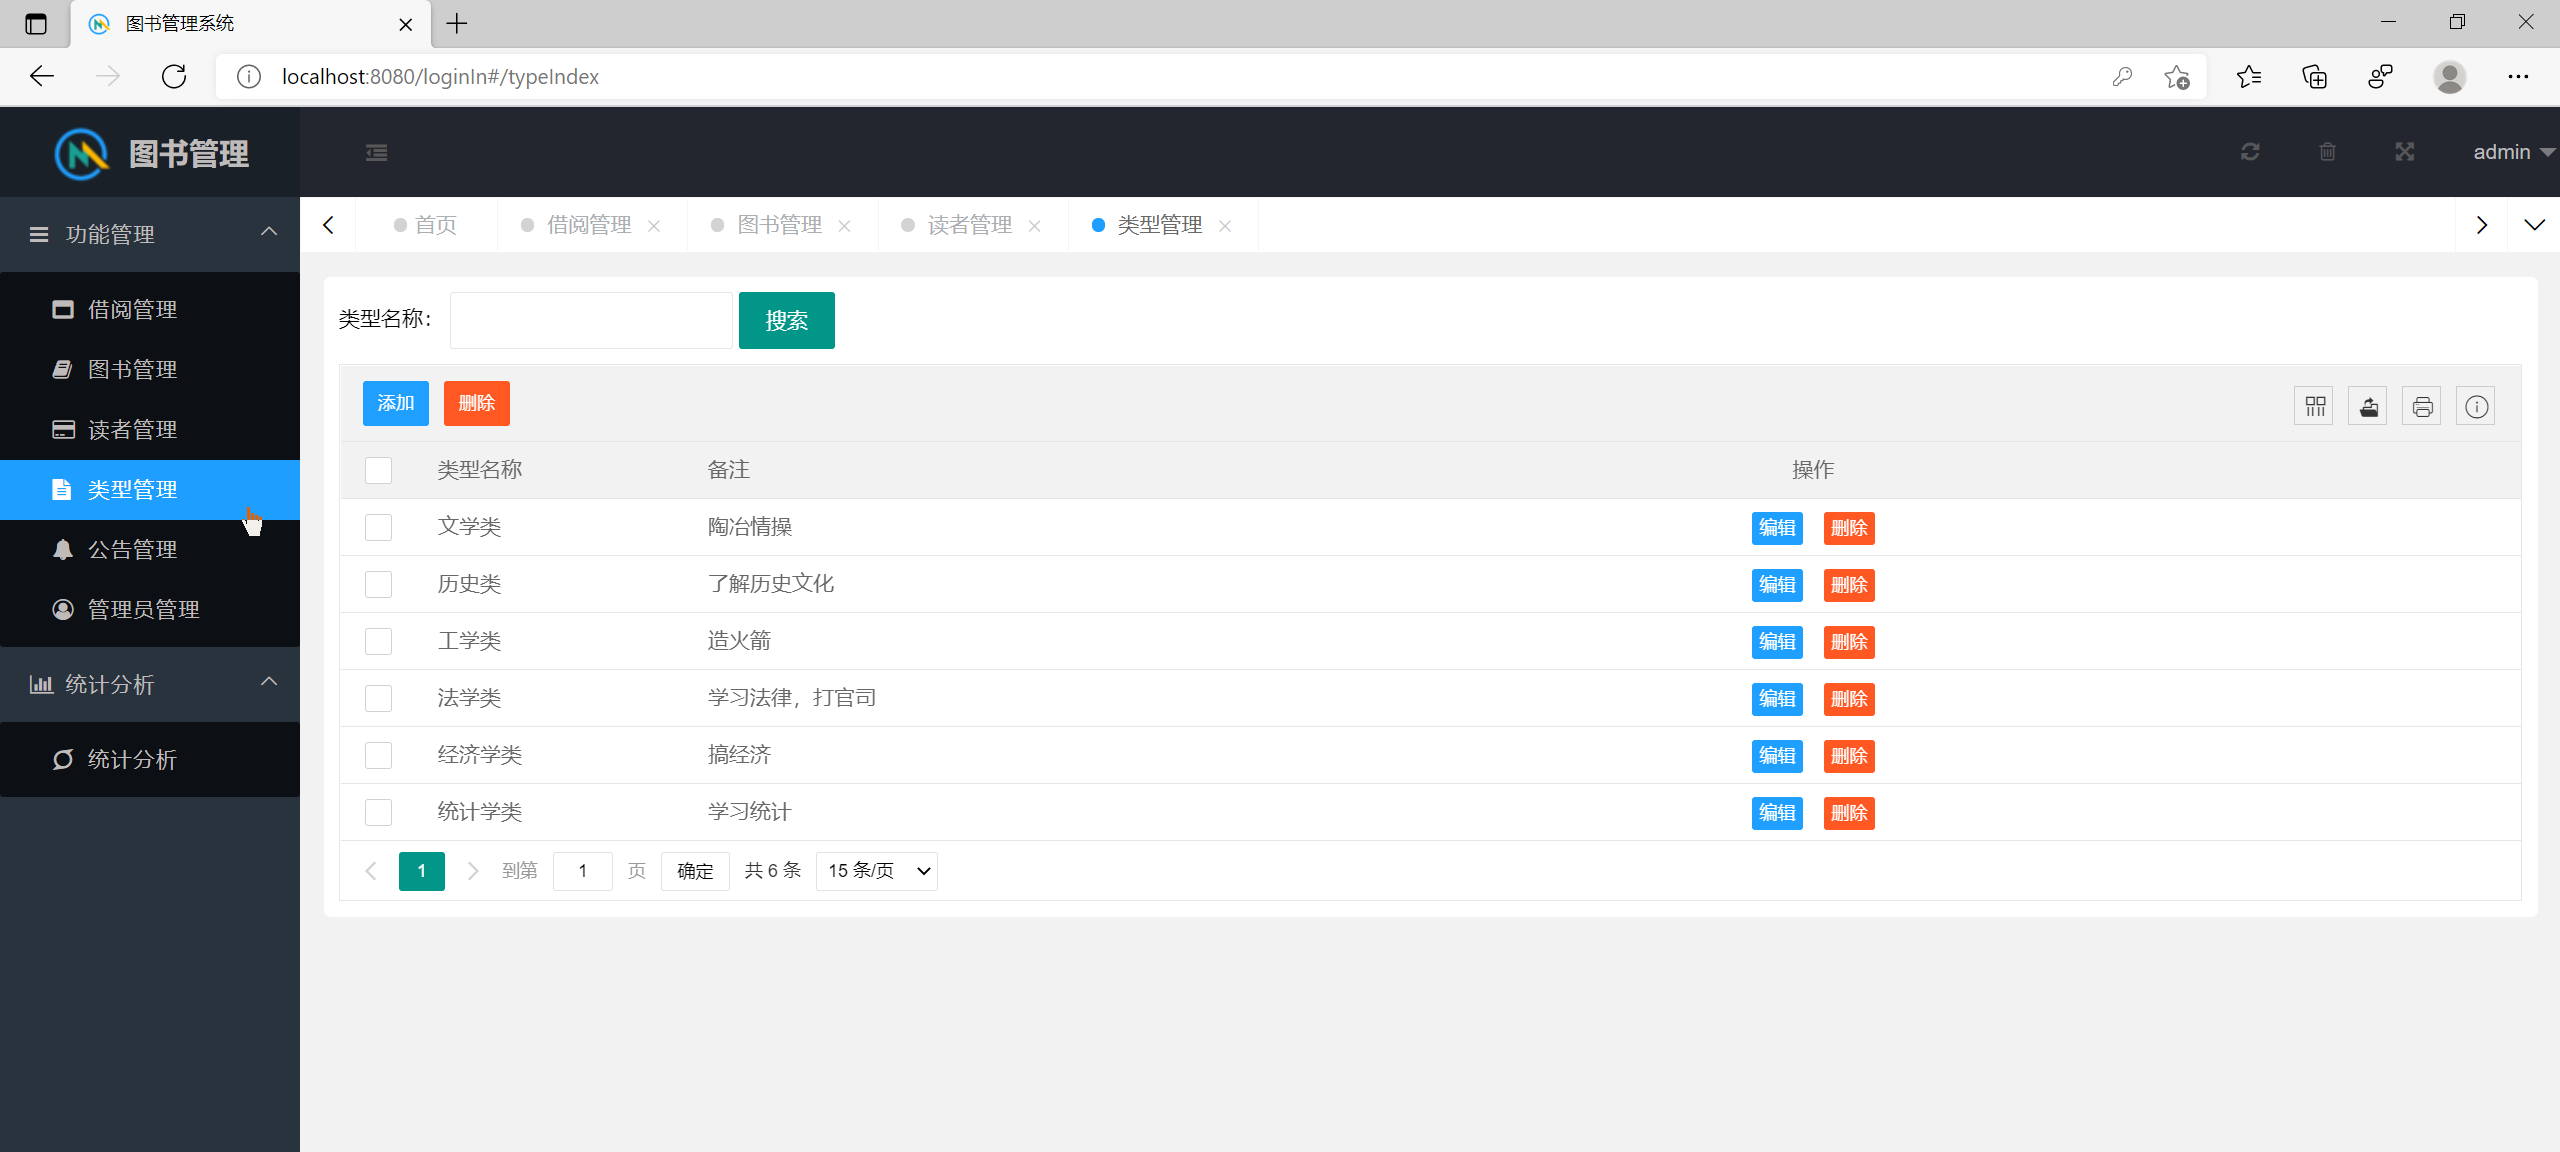 图书管理系统
localhost:8080/loginIn#/typeIndex
图书管理
admin
功能管理
首页 借阅管理 图书管理 读者管理 类型管理
借阅管理
图书管理
读者管理
类型管理
公告管理
管理员管理
统计分析
统计分析
类型名称： 搜索
添加 删除
类型名称 备注 操作
文学类 陶冶情操 编辑 删除
历史类 了解历史文化 编辑 删除
工学类 造火箭 编辑 删除
法学类 学习法律，打官司 编辑 删除
经济学类 搞经济 编辑 删除
统计学类 学习统计 编辑 删除
1 到第 1 页 确定 共 6 条 15 条/页